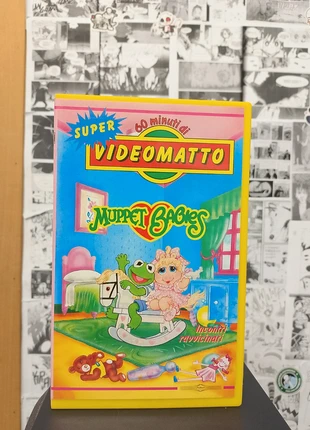 SUPER
60 minuti di
VIDEOMATTO
MUPPET BABIES
Incontri
ravvicinati